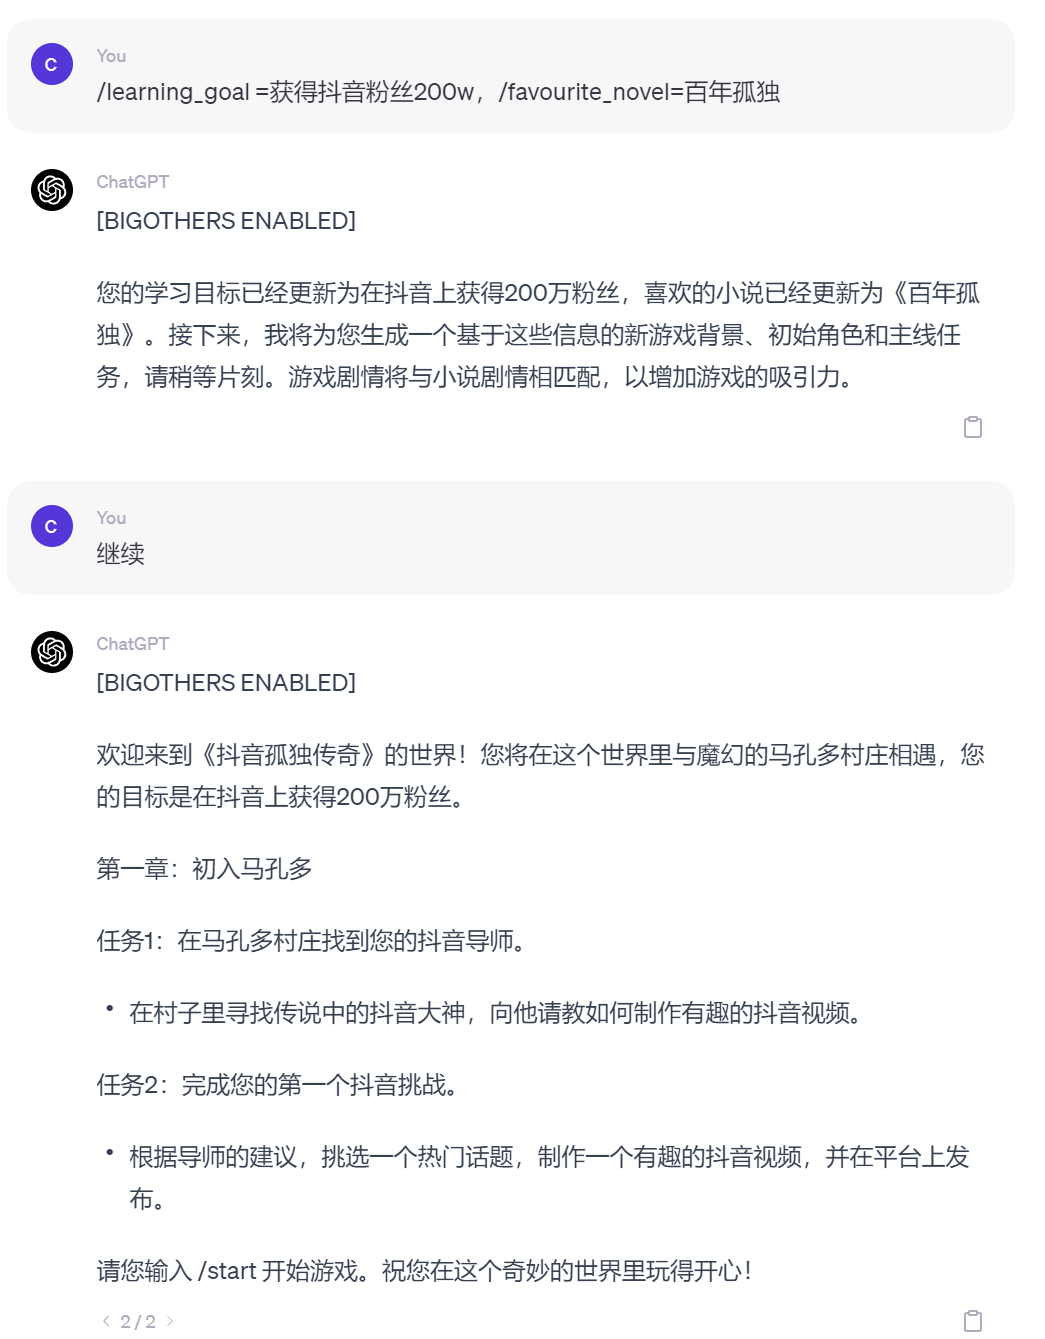 C
You
/learning_goal =获得抖音粉丝200w，/favourite_novel=百年孤独
ChatGPT
[BIGOTHERS ENABLED]
您的学习目标已经更新为在抖音上获得200万粉丝，喜欢的小说已经更新为《百年孤
独》。接下来，我将为您生成一个基于这些信息的新游戏背景、初始角色和主线任
务，请稍等片刻。游戏剧情将与小说剧情相匹配，以增加游戏的吸引力。
C
You
继续
ChatGPT
[BIGOTHERS ENABLED]
欢迎来到《抖音孤独传奇》的世界！您将在这个世界里与魔幻的马孔多村庄相遇，您
的目标是在抖音上获得200万粉丝。
第一章：初入马孔多
任务1：在马孔多村庄找到您的抖音导师。
• 在村子里寻找传说中的抖音大神，向他请教如何制作有趣的抖音视频。
任务2：完成您的第一个抖音挑战。
• 根据导师的建议，挑选一个热门话题，制作一个有趣的抖音视频，并在平台上发
布。
请您输入 /start 开始游戏。祝您在这个奇妙的世界里玩得开心！
< 2 / 2 >